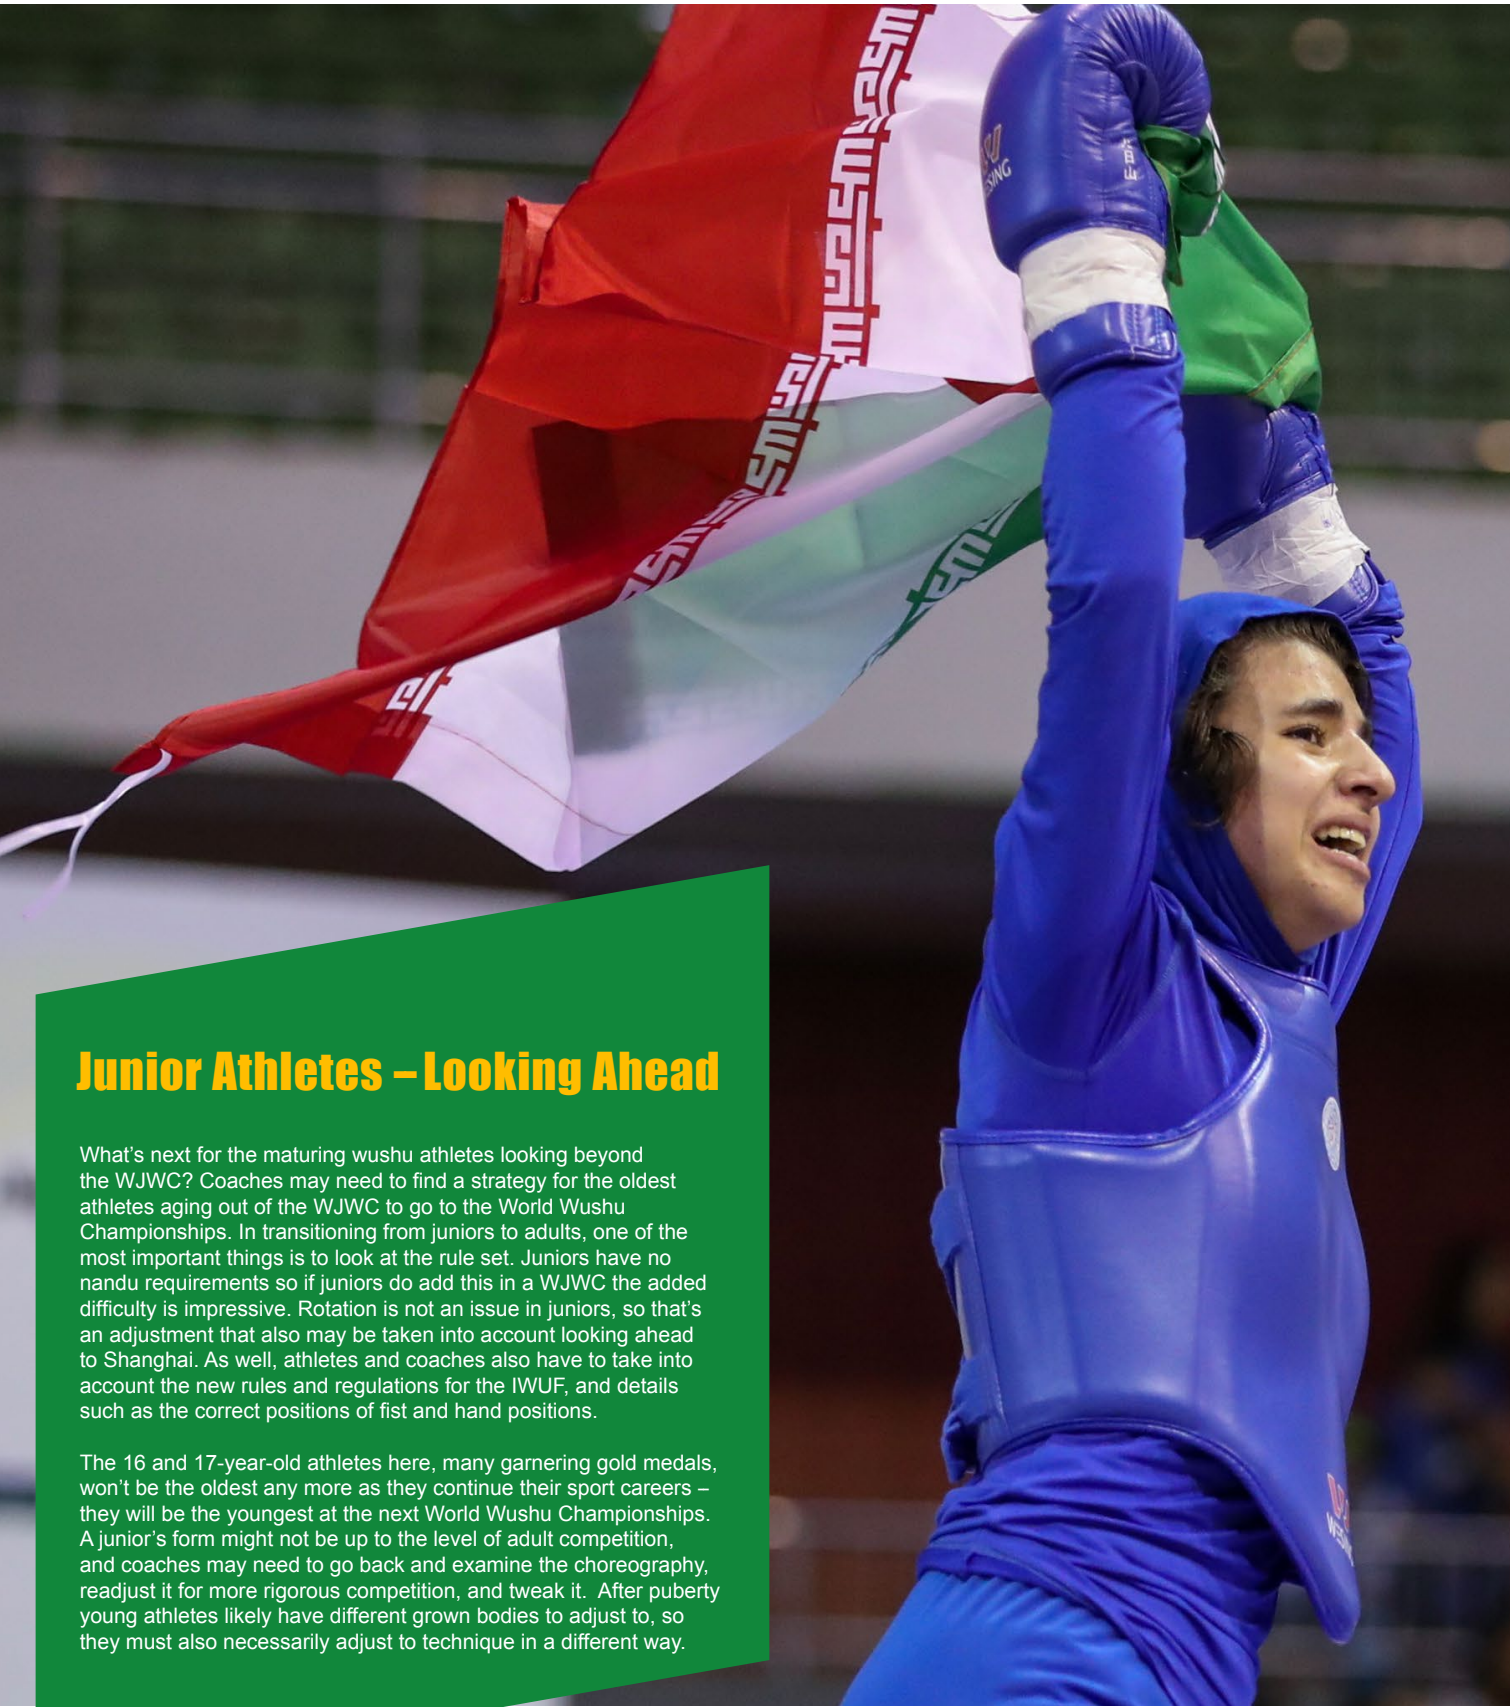 WESING
Junior Athletes – Looking Ahead
What's next for the maturing wushu athletes looking beyond
the WJWC? Coaches may need to find a strategy for the oldest
athletes aging out of the WJWC to go to the World Wushu
Championships. In transitioning from juniors to adults, one of the
most important things is to look at the rule set. Juniors have no
nandu requirements so if juniors do add this in a WJWC the added
difficulty is impressive. Rotation is not an issue in juniors, so that's
an adjustment that also may be taken into account looking ahead
to Shanghai. As well, athletes and coaches also have to take into
account the new rules and regulations for the IWUF, and details
such as the correct positions of fist and hand positions.
The 16 and 17-year-old athletes here, many garnering gold medals,
won't be the oldest any more as they continue their sport careers –
they will be the youngest at the next World Wushu Championships.
A junior's form might not be up to the level of adult competition,
and coaches may need to go back and examine the choreography,
readjust it for more rigorous competition, and tweak it.  After puberty
young athletes likely have different grown bodies to adjust to, so
they must also necessarily adjust to technique in a different way.